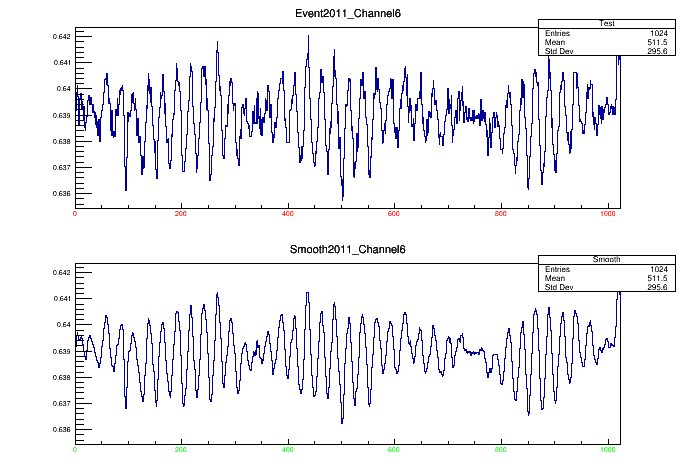 Event2011_Channel6
Test
Entries 1024
Mean 511.5
Std Dev 295.6
0.642
0.641
0.64
0.639
0.638
0.637
0.636
0 200 400 600 800 1000
Smooth2011_Channel6
Smooth
Entries 1024
Mean 511.5
Std Dev 295.6
0.642
0.641
0.64
0.639
0.638
0.637
0.636
0 200 400 600 800 1000